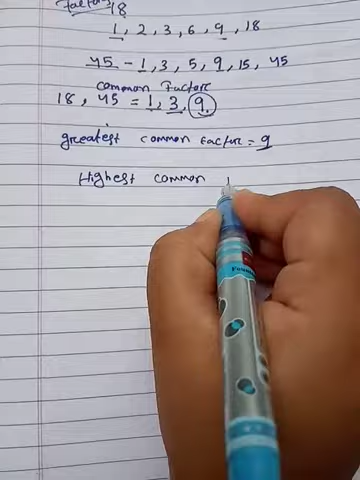 Factors 18
1, 2, 3, 6, 9, 18
45 - 1, 3, 5, 9, 15, 45
Common Factor
18, 45 = 1, 3, 9
greatest common Factor = 9
Highest common